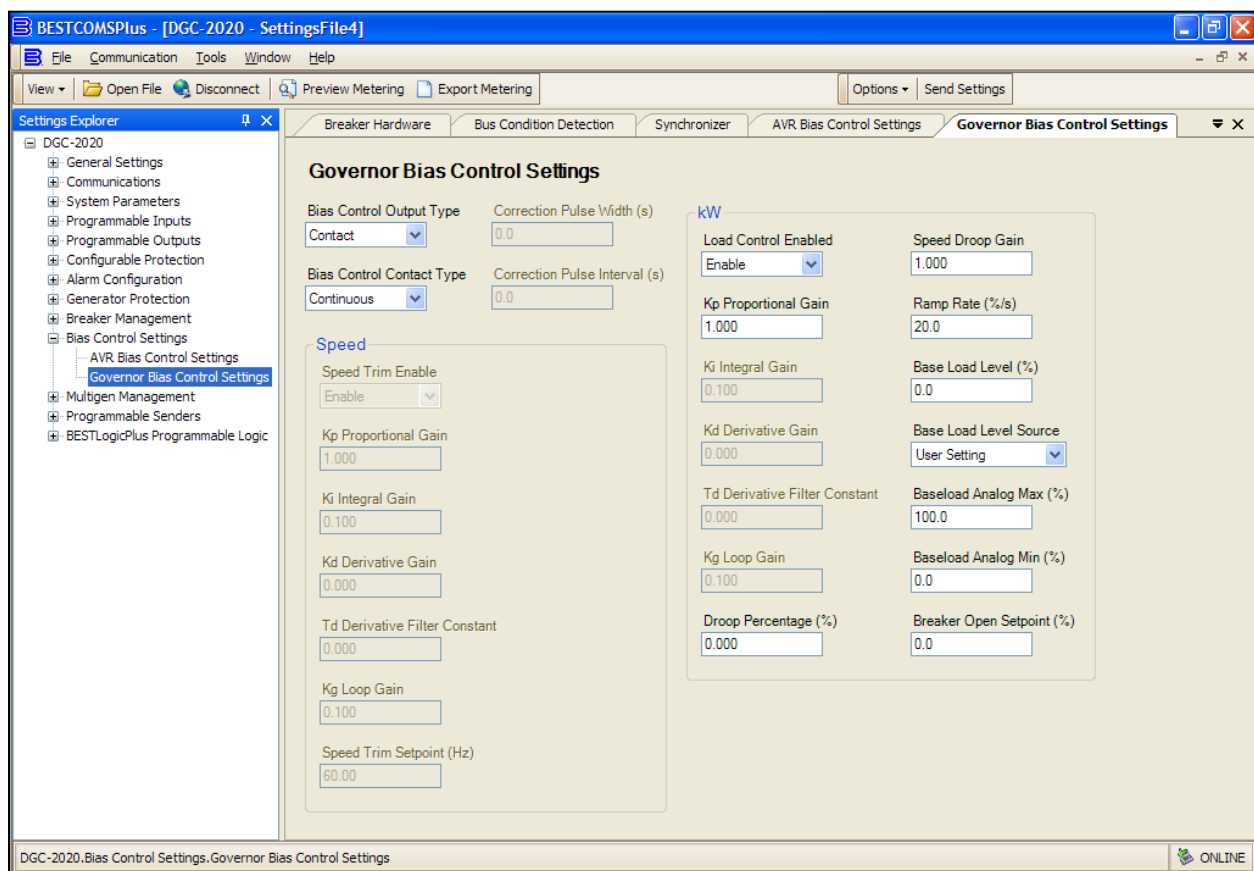 BESTCOMSPlus - [DGC-2020 - SettingsFile4]
File Communication Tools Window Help
View Open File Disconnect Preview Metering Export Metering Options Send Settings
Settings Explorer
DGC-2020
General Settings
Communications
System Parameters
Programmable Inputs
Programmable Outputs
Configurable Protection
Alarm Configuration
Generator Protection
Breaker Management
Bias Control Settings
AVR Bias Control Settings
Governor Bias Control Settings
Multigen Management
Programmable Senders
BESTLogicPlus Programmable Logic
Breaker Hardware Bus Condition Detection Synchronizer AVR Bias Control Settings Governor Bias Control Settings
Governor Bias Control Settings
Bias Control Output Type Correction Pulse Width (s)
Contact 0.0
Bias Control Contact Type Correction Pulse Interval (s)
Continuous 0.0
Speed
Speed Trim Enable
Enable
Kp Proportional Gain
1.000
Ki Integral Gain
0.100
Kd Derivative Gain
0.000
Td Derivative Filter Constant
0.000
Kg Loop Gain
0.100
Speed Trim Setpoint (Hz)
60.00
kW
Load Control Enabled Speed Droop Gain
Enable 1.000
Kp Proportional Gain Ramp Rate (%/s)
1.000 20.0
Ki Integral Gain Base Load Level (%)
0.100 0.0
Kd Derivative Gain Base Load Level Source
0.000 User Setting
Td Derivative Filter Constant Baseload Analog Max (%)
0.000 100.0
Kg Loop Gain Baseload Analog Min (%)
0.100 0.0
Droop Percentage (%) Breaker Open Setpoint (%)
0.000 0.0
DGC-2020.Bias Control Settings.Governor Bias Control Settings ONLINE